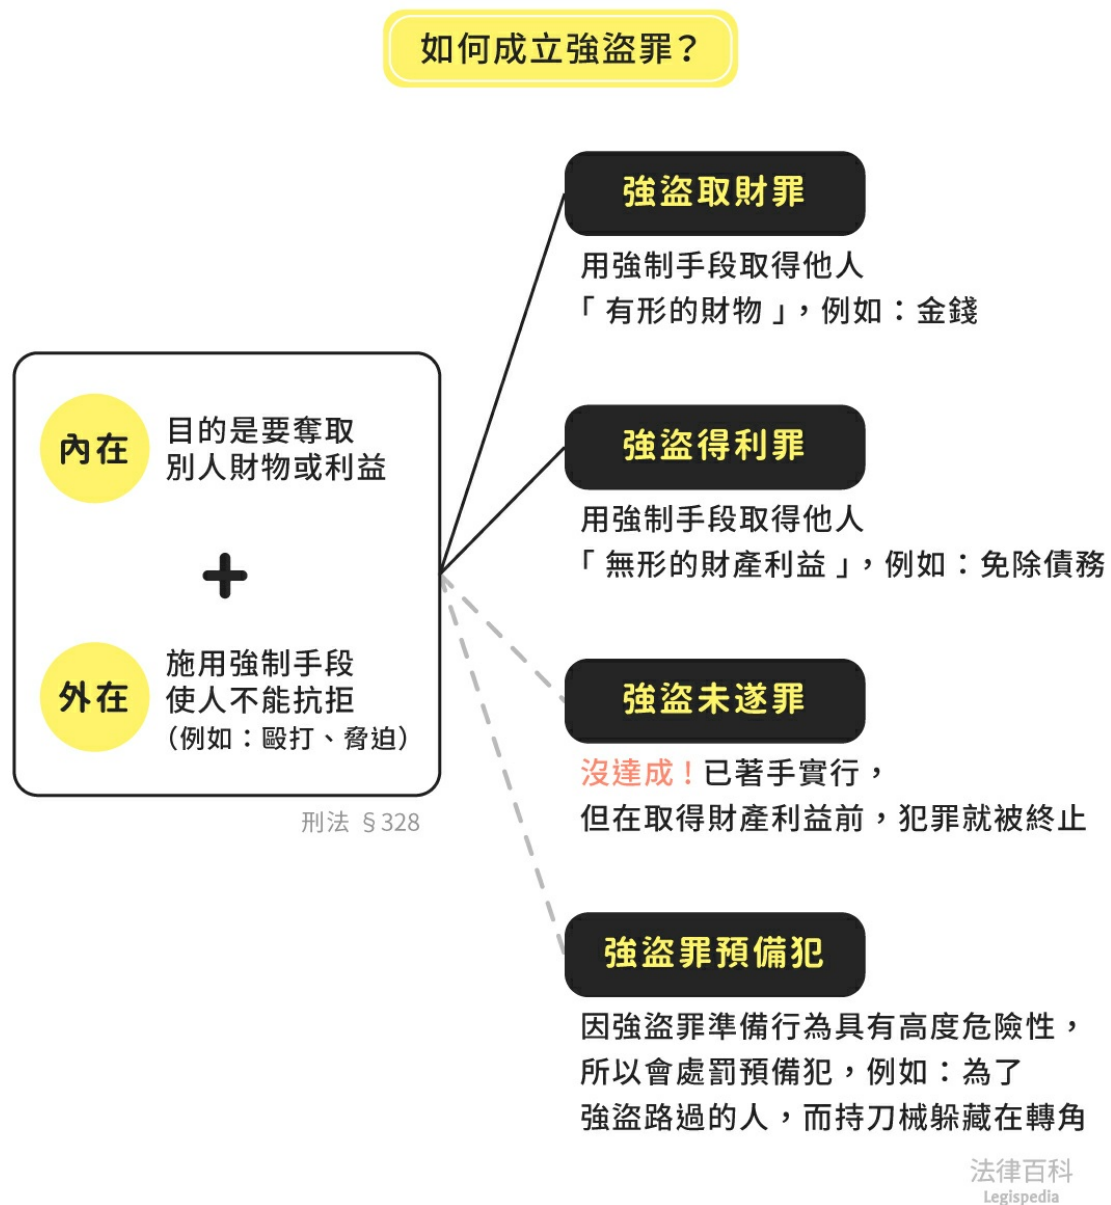 如何成立強盜罪？
強盜取財罪
用強制手段取得他人
「有形的財物」，例如：金錢
內在
目的是要奪取
別人財物或利益
+
外在
施用強制手段
使人不能抗拒
（例如：毆打、脅迫）
刑法 §328
強盜得利罪
用強制手段取得他人
「無形的財產利益」，例如：免除債務
強盜未遂罪
沒達成！已著手實行，
但在取得財產利益前，犯罪就被終止
強盜罪預備犯
因強盜罪準備行為具有高度危險性，
所以會處罰預備犯，例如：為了
強盜路過的人，而持刀械躲藏在轉角
法律百科
Legispedia